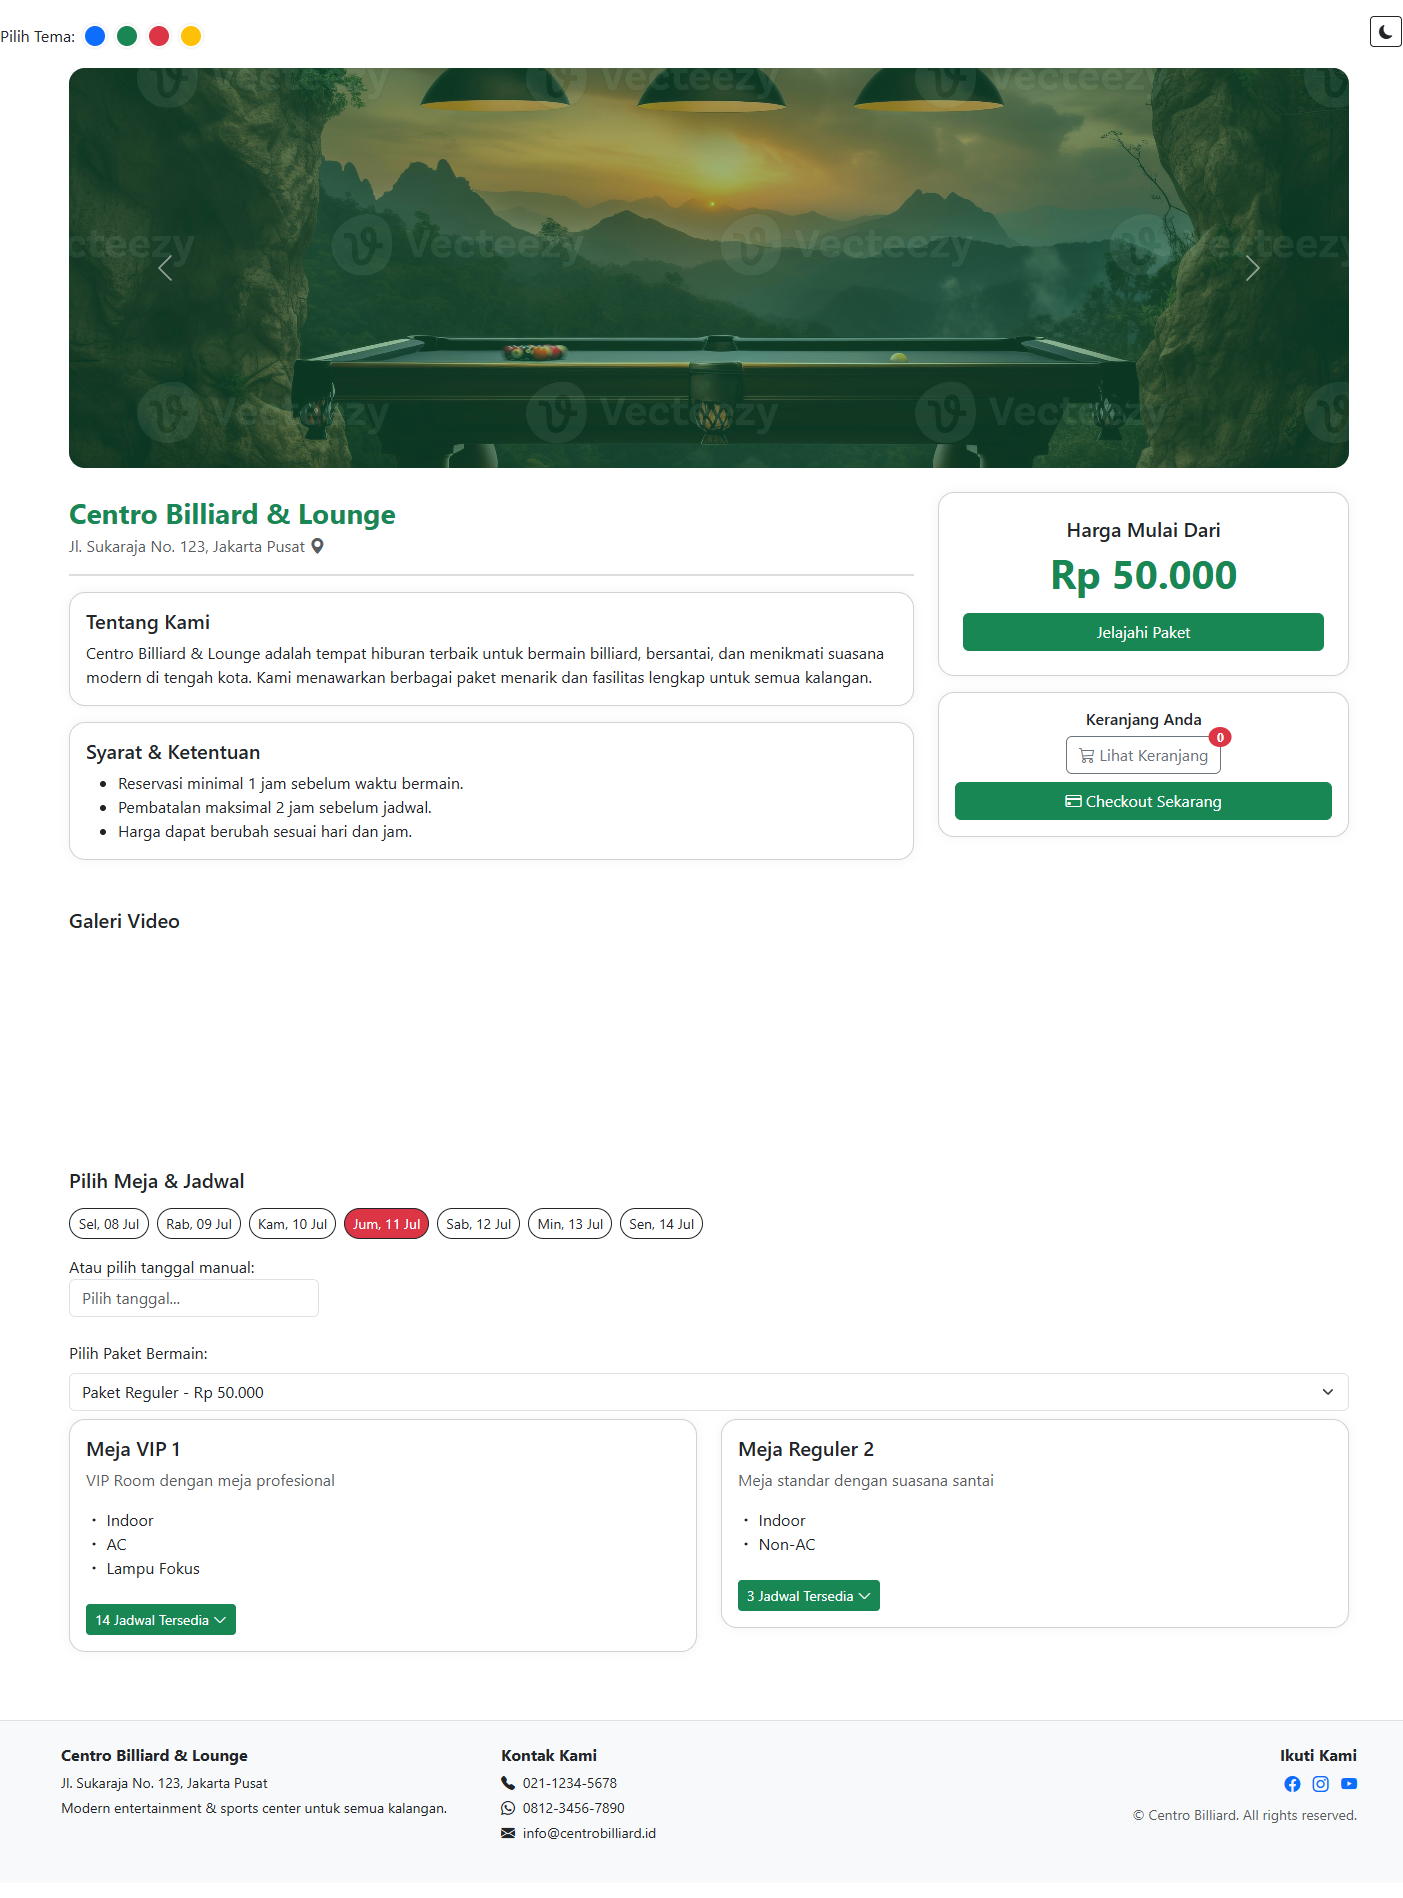 Pilih Tema:
Vecteezy Vecteezy
cteezy Vecteezy Vecteezy Vecteezy
Vecteezy Vecteezy Vecteezy
Centro Billiard & Lounge
Jl. Sukaraja No. 123, Jakarta Pusat
Tentang Kami
Centro Billiard & Lounge adalah tempat hiburan terbaik untuk bermain billiard, bersantai, dan menikmati suasana
modern di tengah kota. Kami menawarkan berbagai paket menarik dan fasilitas lengkap untuk semua kalangan.
Syarat & Ketentuan
• Reservasi minimal 1 jam sebelum waktu bermain.
• Pembatalan maksimal 2 jam sebelum jadwal.
• Harga dapat berubah sesuai hari dan jam.
Harga Mulai Dari
Rp 50.000
Jelajahi Paket
Keranjang Anda
Lihat Keranjang 0
Checkout Sekarang
Galeri Video
Pilih Meja & Jadwal
Sel, 08 Jul Rab, 09 Jul Kam, 10 Jul Jum, 11 Jul Sab, 12 Jul Min, 13 Jul Sen, 14 Jul
Atau pilih tanggal manual:
Pilih tanggal...
Pilih Paket Bermain:
Paket Reguler - Rp 50.000
Meja VIP 1
VIP Room dengan meja profesional
• Indoor
• AC
• Lampu Fokus
14 Jadwal Tersedia
Meja Reguler 2
Meja standar dengan suasana santai
• Indoor
• Non-AC
3 Jadwal Tersedia
Centro Billiard & Lounge
Jl. Sukaraja No. 123, Jakarta Pusat
Modern entertainment & sports center untuk semua kalangan.
Kontak Kami
021-1234-5678
0812-3456-7890
info@centrobilliard.id
Ikuti Kami
© Centro Billiard. All rights reserved.